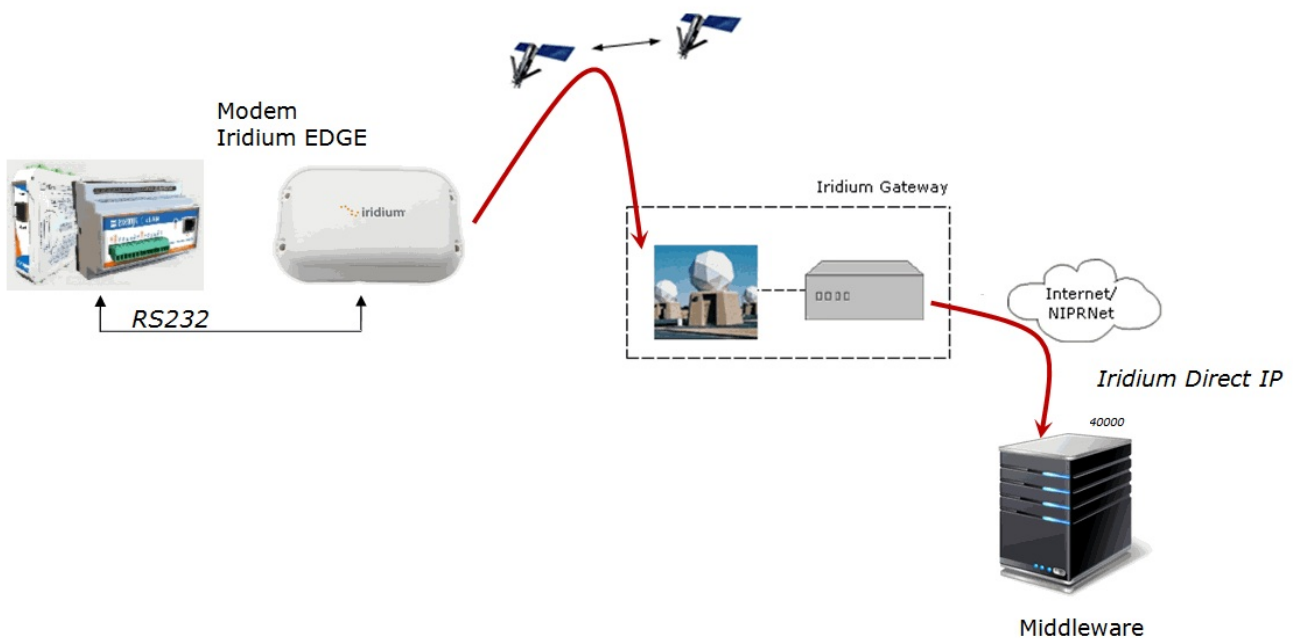 Modem
Iridium EDGE
iridium
RS232
Iridium Gateway
Internet/
NIPRNet
Iridium Direct IP
40000
Middleware